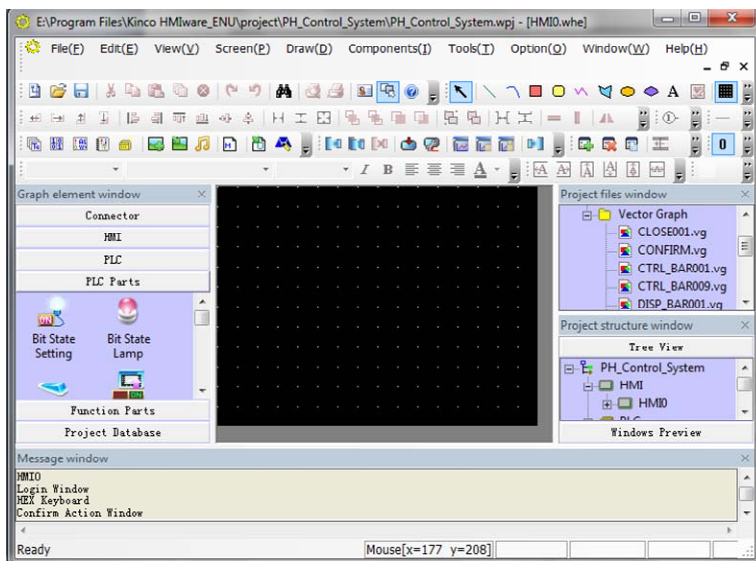 E:\Program Files\Kinco HMIware_ENU\project\PH_Control_System\PH_Control_System.wpj - [HMI0.whe]
File(F) Edit(E) View(V) Screen(P) Draw(D) Components(I) Tools(T) Option(O) Window(W) Help(H)
A
0
I B A
Graph element window
Connector
HMI
PLC
PLC Parts
Bit State Setting
Bit State Lamp
Function Parts
Project Database
Project files window
Vector Graph
CLOSE001.vg
CONFIRM.vg
CTRL_BAR001.vg
CTRL_BAR009.vg
DISP_BAR001.vg
Project structure window
Tree View
PH_Control_System
HMI
HMI0
PLC
Windows Preview
Message window
HMI0
Login Window
HEX Keyboard
Confirm Action Window
Ready
Mouse[x=177 y=208]